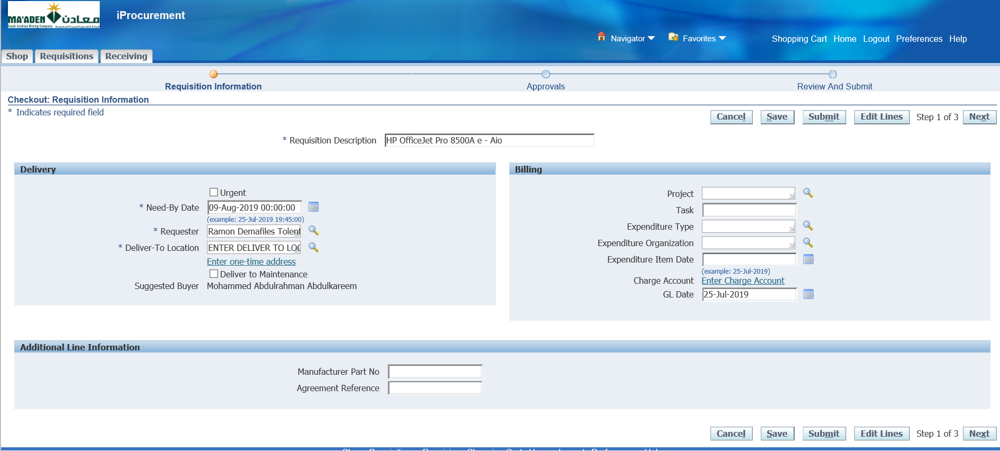 MA'ADEN معادن
Saudi Arabian Mining Company
iProcurement
Navigator Favorites Shopping Cart Home Logout Preferences Help
Shop Requisitions Receiving
Requisition Information Approvals Review And Submit
Checkout: Requisition Information
* Indicates required field
Cancel Save Submit Edit Lines Step 1 of 3 Next
* Requisition Description HP OfficeJet Pro 8500A e - Aio
Delivery
Urgent
* Need-By Date 09-Aug-2019 00:00:00
(example: 25-Jul-2019 19:45:00)
* Requester Ramon Demafiles Tolent
* Deliver-To Location ENTER DELIVER TO LOC
Enter one-time address
Deliver to Maintenance
Suggested Buyer Mohammed Abdulrahman Abdulkareem
Billing
Project
Task
Expenditure Type
Expenditure Organization
Expenditure Item Date
(example: 25-Jul-2019)
Charge Account Enter Charge Account
GL Date 25-Jul-2019
Additional Line Information
Manufacturer Part No
Agreement Reference
Cancel Save Submit Edit Lines Step 1 of 3 Next